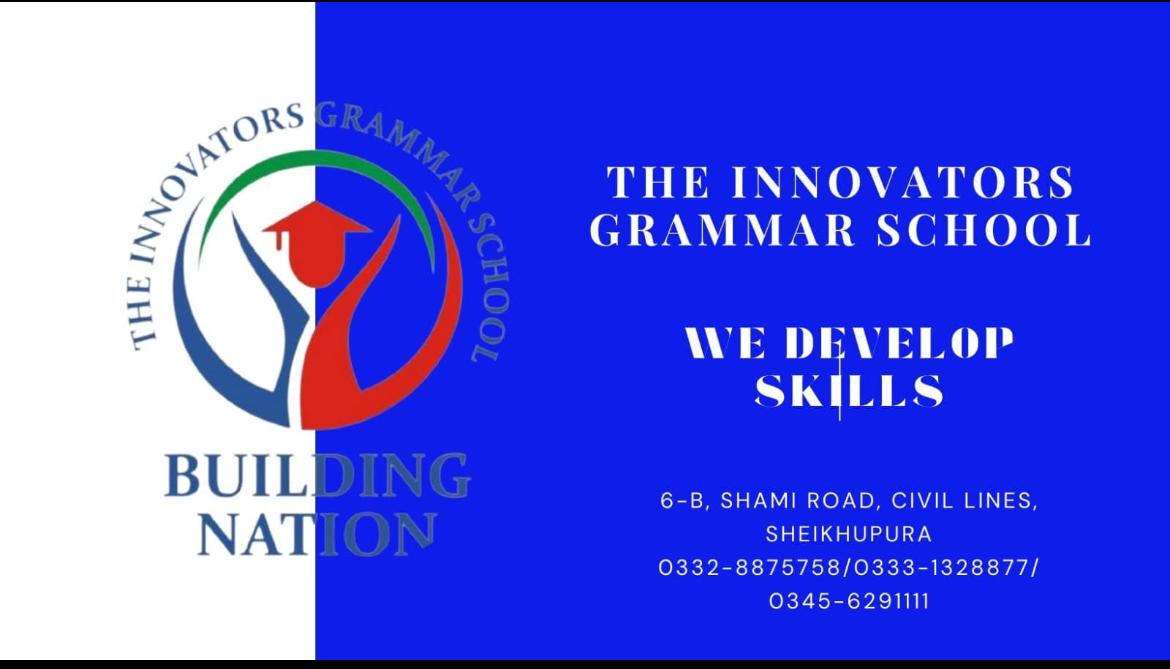 THE INNOVATORS GRAMMAR SCHOOL
BUILDING
NATION
THE INNOVATORS
GRAMMAR SCHOOL
WE DEVELOP
SKILLS
6-B, SHAMI ROAD, CIVIL LINES,
SHEIKHUPURA
0332-8875758/0333-1328877/
0345-6291111